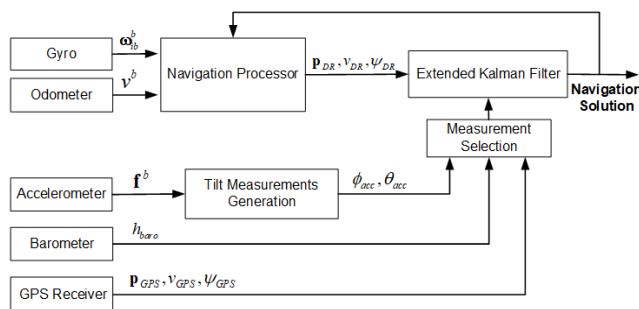 Gyro
ω_ib^b
Odometer
v^b
Navigation Processor
p_DR, v_DR, ψ_DR
Extended Kalman Filter
Navigation
Solution
Measurement
Selection
Accelerometer
f^b
Tilt Measurements
Generation
ϕ_acc, θ_acc
Barometer
h_baro
GPS Receiver
p_GPS, v_GPS, ψ_GPS